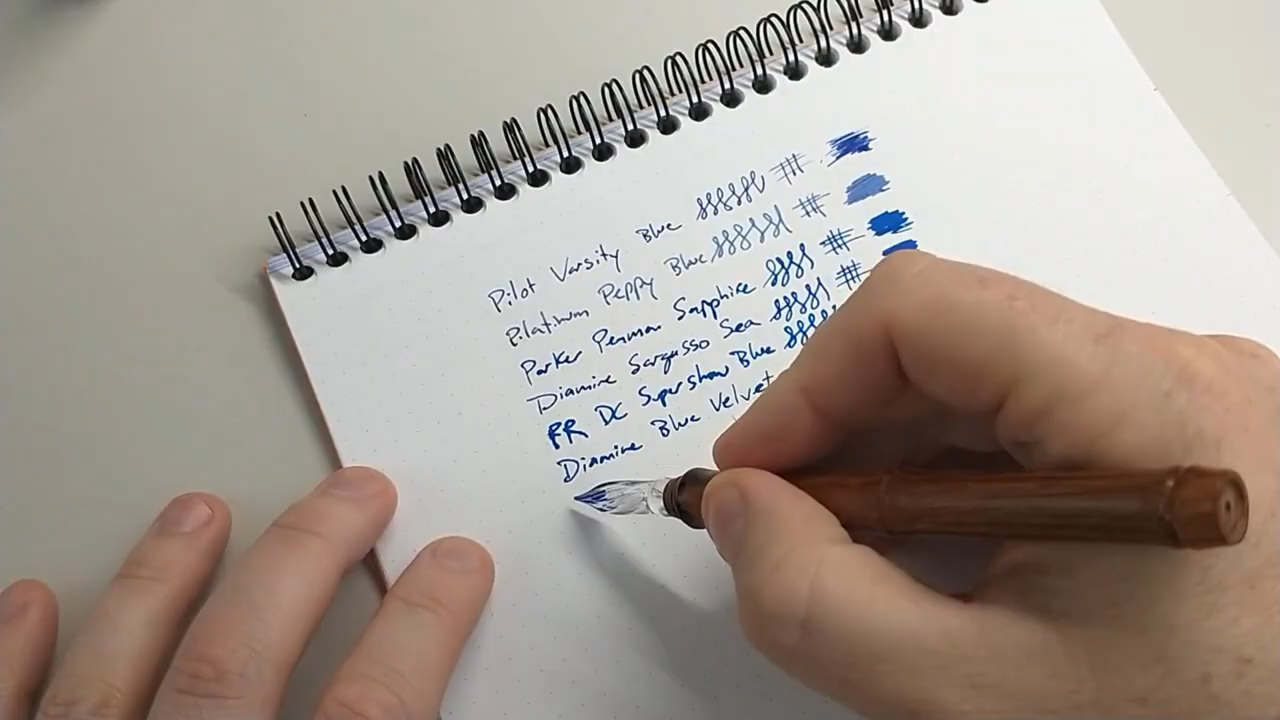 Pilot Varsity Blue
Platinum Peppy Blue
Parker Penman Sapphire
Diamine Sargasso Sea
FR DC Supershow Blue
Diamine Blue Velvet